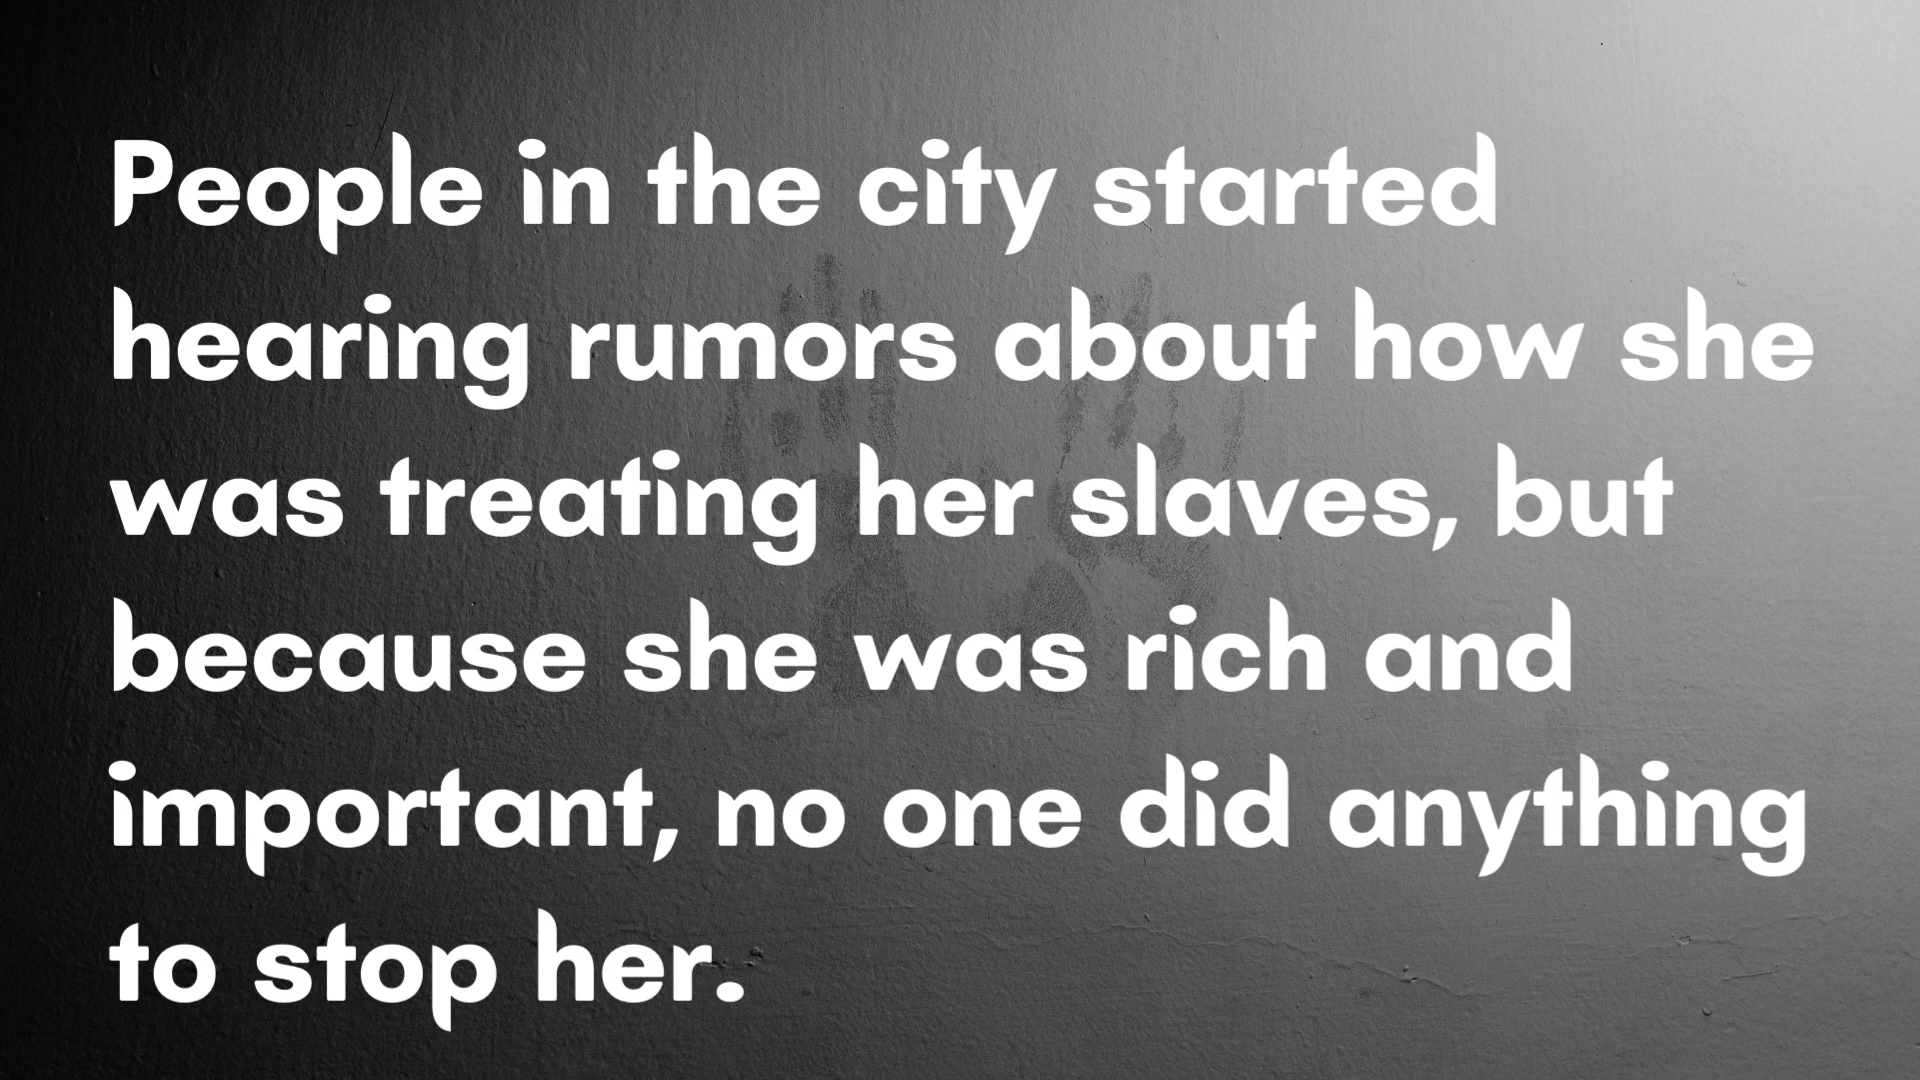 People in the city started
hearing rumors about how she
was treating her slaves, but
because she was rich and
important, no one did anything
to stop her.